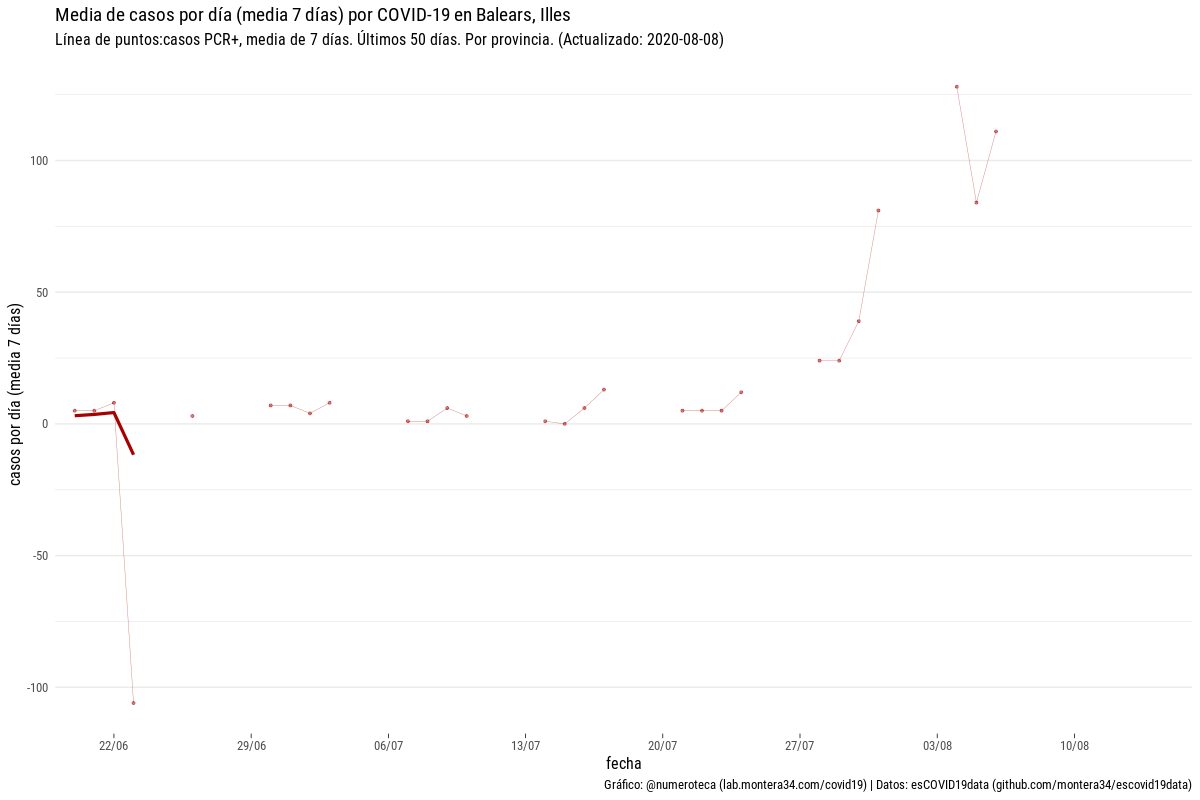 Media de casos por día (media 7 días) por COVID-19 en Balears, Illes
Línea de puntos:casos PCR+, media de 7 días. Últimos 50 días. Por provincia. (Actualizado: 2020-08-08)
casos por día (media 7 días)
100
50
0
-50
-100
22/06
29/06
06/07
13/07
20/07
27/07
03/08
10/08
fecha
Gráfico: @numeroteca (lab.montera34.com/covid19) | Datos: esCOVID19data (github.com/montera34/escovid19data)